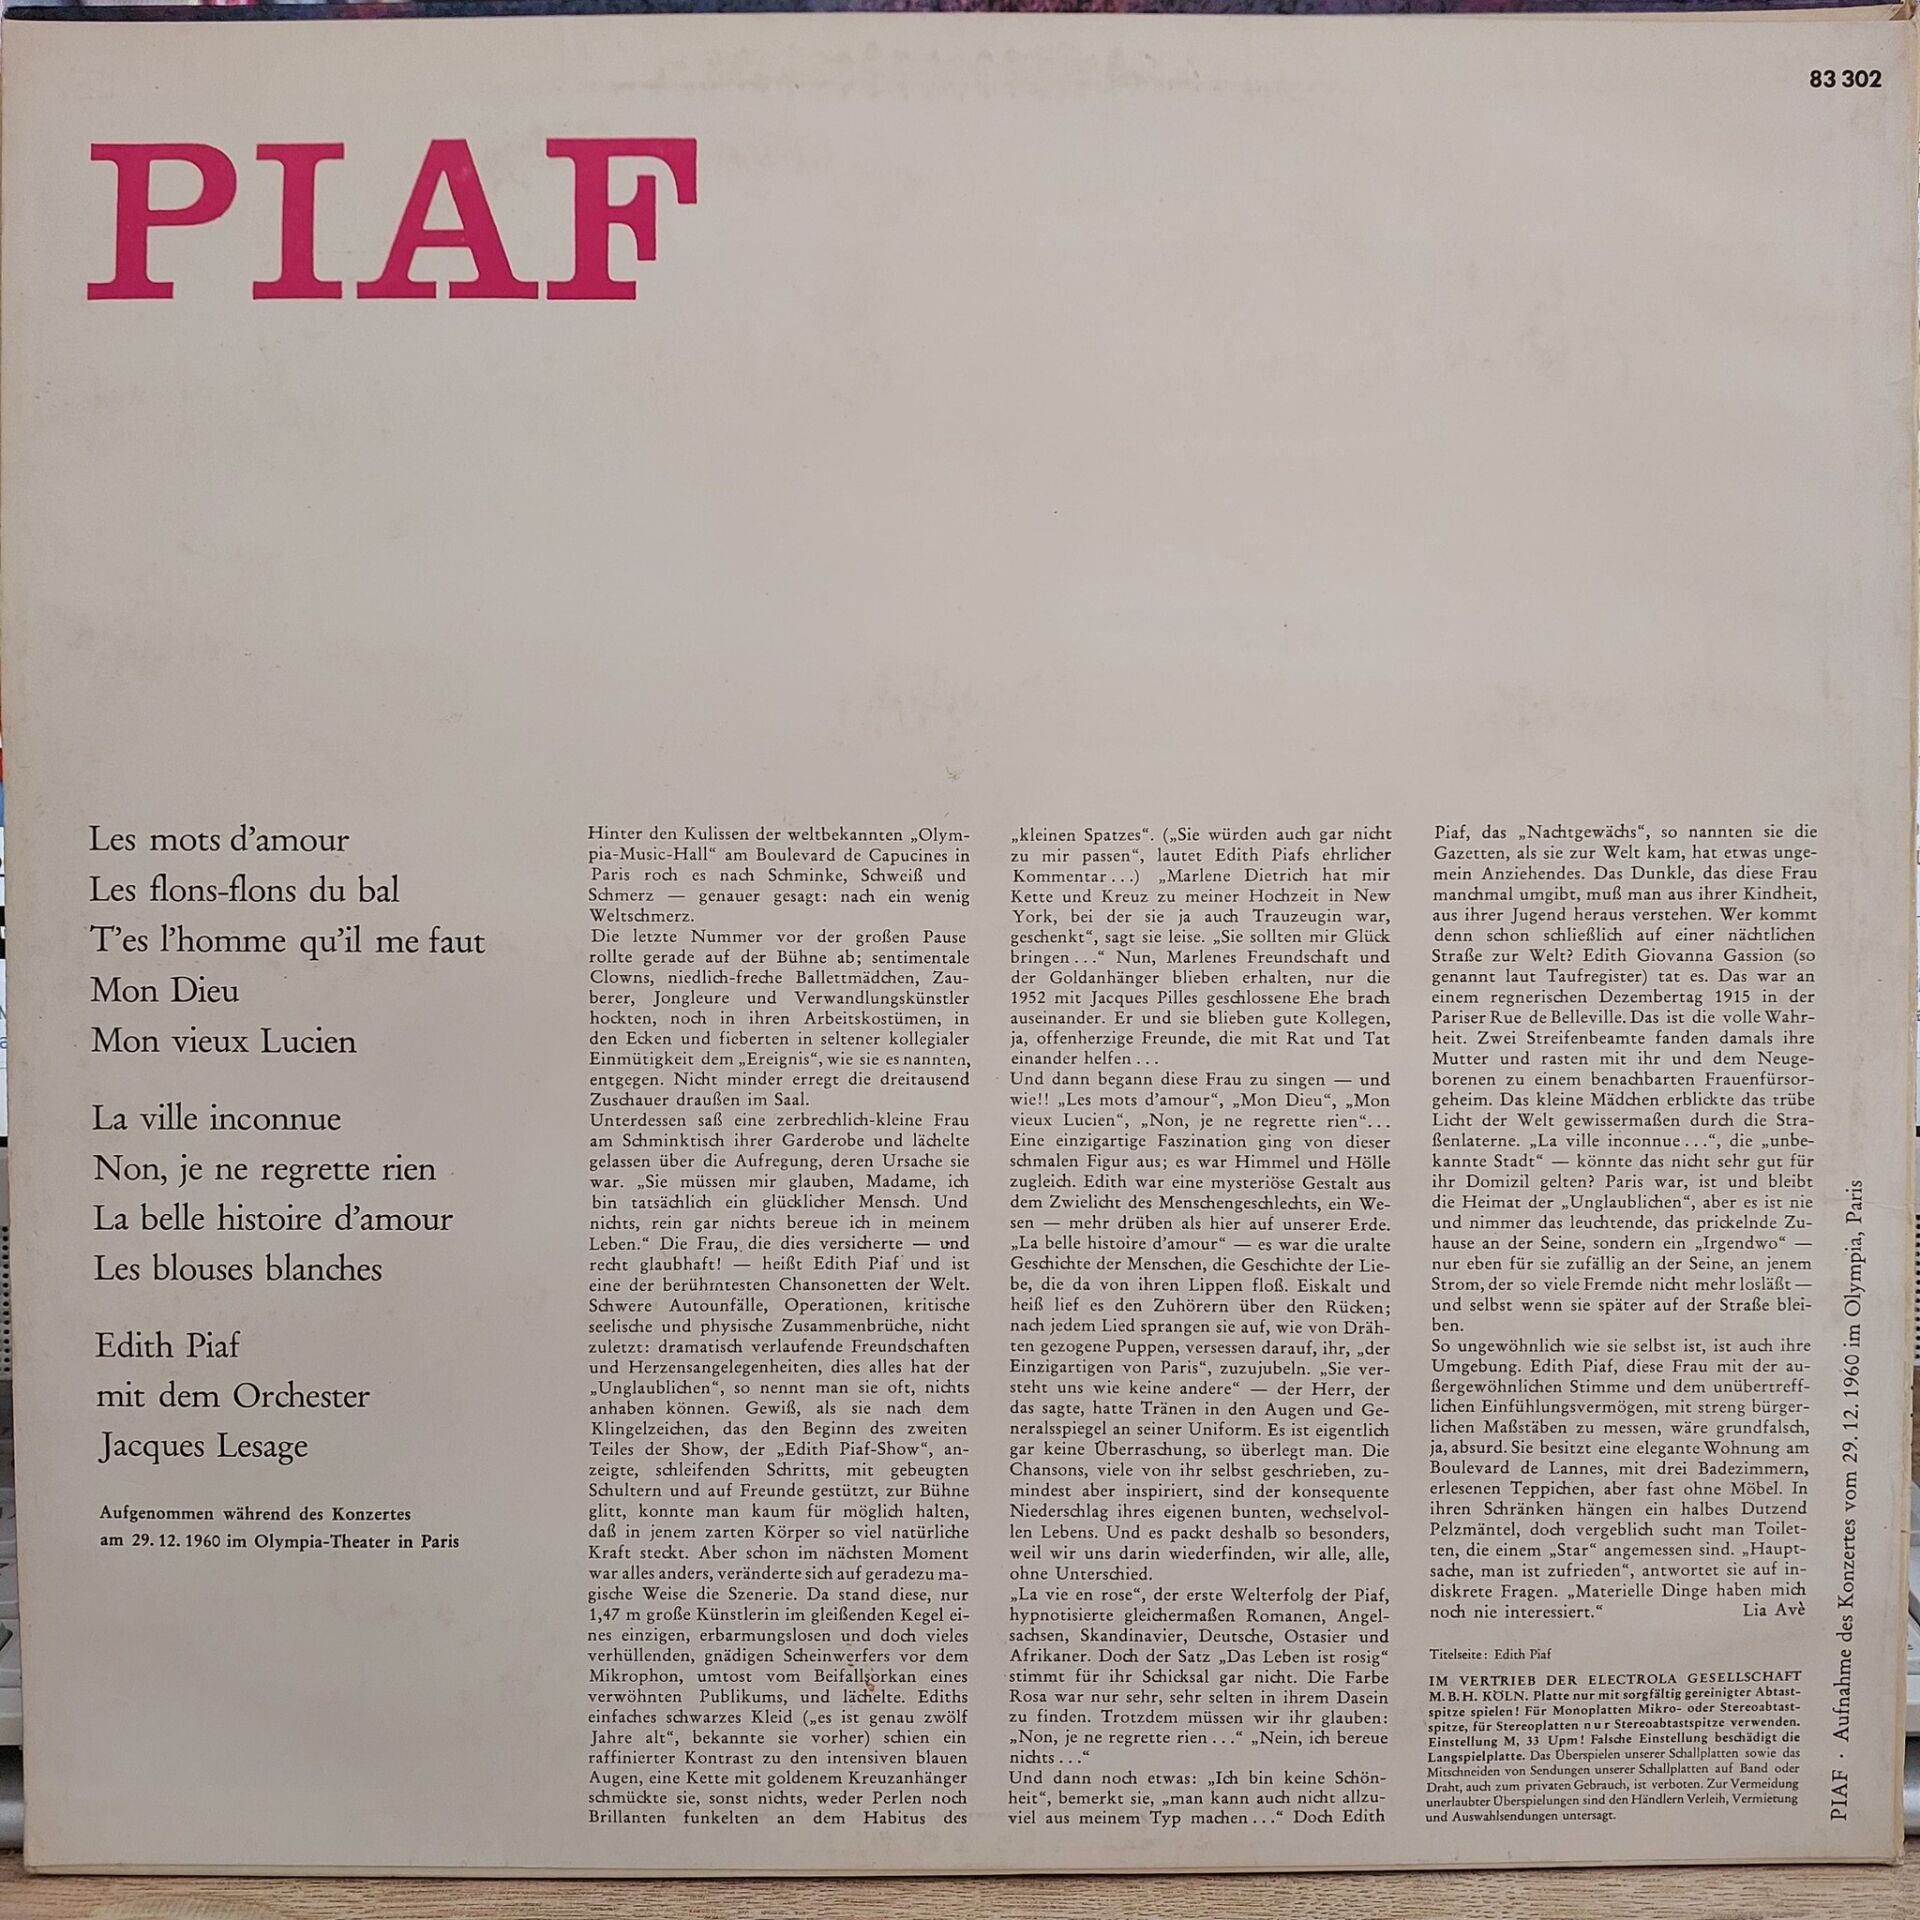 83 302
PIAF
Les mots d'amour
Les flons-flons du bal
T'es l'homme qu'il me faut
Mon Dieu
Mon vieux Lucien
La ville inconnue
Non, je ne regrette rien
La belle histoire d'amour
Les blouses blanches
Edith Piaf
mit dem Orchester
Jacques Lesage
Aufgenommen während des Konzertes
am 29. 12. 1960 im Olympia-Theater in Paris
Hinter den Kulissen der weltbekannten „Olym-
pia-Music-Hall“ am Boulevard de Capucines in
Paris roch es nach Schminke, Schweiß und
Schmerz — genauer gesagt: nach ein wenig
Weltschmerz.
Die letzte Nummer vor der großen Pause
rollte gerade auf der Bühne ab; sentimentale
Clowns, niedlich-freche Ballettmädchen, Zau-
berer, Jongleure und Verwandlungskünstler
hockten, noch in ihren Arbeitskostümen, in
den Ecken und fieberten in seltener kollegialer
Einmütigkeit dem „Ereignis“, wie sie es nannten,
entgegen. Nicht minder erregt die dreitausend
Zuschauer draußen im Saal.
Unterdessen saß eine zerbrechlich-kleine Frau
am Schminktisch ihrer Garderobe und lächelte
gelassen über die Aufregung, deren Ursache sie
war. „Sie müssen mir glauben, Madame, ich
bin tatsächlich ein glücklicher Mensch. Und
nichts, rein gar nichts bereue ich in meinem
Leben.“ Die Frau, die dies versicherte — und
recht glaubhaft! — heißt Edith Piaf und ist
eine der berühmtesten Chansonetten der Welt.
Schwere Autounfälle, Operationen, kritische
seelische und physische Zusammenbrüche, nicht
zuletzt: dramatisch verlaufende Freundschaften
und Herzensangelegenheiten, dies alles hat der
„Unglaublichen“, so nennt man sie oft, nichts
anhaben können. Gewiß, als sie nach dem
Klingelzeichen, das den Beginn des zweiten
Teiles der Show, der „Edith Piaf-Show“, an-
zeigte, schleifenden Schritts, mit gebeugten
Schultern und auf Freunde gestützt, zur Bühne
glitt, konnte man kaum für möglich halten,
daß in jenem zarten Körper so viel natürliche
Kraft steckt. Aber schon im nächsten Moment
war alles anders, veränderte sich auf geradezu ma-
gische Weise die Szenerie. Da stand diese, nur
1,47 m große Künstlerin im gleißenden Kegel ei-
nes einzigen, erbarmungslosen und doch vieles
verhüllenden, gnädigen Scheinwerfers vor dem
Mikrophon, umtost vom Beifallsorkan eines
verwöhnten Publikums, und lächelte. Ediths
einfaches schwarzes Kleid („es ist genau zwölf
Jahre alt“, bekannte sie vorher) schien ein
raffinierter Kontrast zu den intensiven blauen
Augen, eine Kette mit goldenem Kreuzanhänger
schmückte sie, sonst nichts, weder Perlen noch
Brillanten funkelten an dem Habitus des
„kleinen Spatzes“. („Sie würden auch gar nicht
zu mir passen“, lautet Edith Piafs ehrlicher
Kommentar...) „Marlene Dietrich hat mir
Kette und Kreuz zu meiner Hochzeit in New
York, bei der sie ja auch Trauzeugin war,
geschenkt“, sagt sie leise. „Sie sollten mir Glück
bringen...“ Nun, Marlenes Freundschaft und
der Goldanhänger blieben erhalten, nur die
1952 mit Jacques Pilles geschlossene Ehe brach
auseinander. Er und sie blieben gute Kollegen,
ja, offenherzige Freunde, die mit Rat und Tat
einander helfen...
Und dann begann diese Frau zu singen — und
wie!! „Les mots d'amour“, „Mon Dieu“, „Mon
vieux Lucien“, „Non, je ne regrette rien“...
Eine einzigartige Faszination ging von dieser
schmalen Figur aus; es war Himmel und Hölle
zugleich. Edith war eine mysteriöse Gestalt aus
dem Zwielicht des Menschengeschlechts, ein We-
sen — mehr drüben als hier auf unserer Erde.
„La belle histoire d'amour“ — es war die uralte
Geschichte der Menschen, die Geschichte der Lie-
be, die da von ihren Lippen floß. Eiskalt und
heiß lief es den Zuhörern über den Rücken;
nach jedem Lied sprangen sie auf, wie von Dräh-
ten gezogene Puppen, versessen darauf, ihr, „der
Einzigartigen von Paris“, zuzujubeln. „Sie ver-
steht uns wie keine andere“ — der Herr, der
das sagte, hatte Tränen in den Augen und Ge-
neralsspiegel an seiner Uniform. Es ist eigentlich
gar keine Überraschung, so überlegt man. Die
Chansons, viele von ihr selbst geschrieben, zu-
mindest aber inspiriert, sind der konsequente
Niederschlag ihres eigenen bunten, wechselvol-
len Lebens. Und es packt deshalb so besonders,
weil wir uns darin wiederfinden, wir alle, alle,
ohne Unterschied.
„La vie en rose“, der erste Welterfolg der Piaf,
hypnotisierte gleichermaßen Romanen, Angel-
sachsen, Skandinavier, Deutsche, Ostasier und
Afrikaner. Doch der Satz „Das Leben ist rosig“
stimmt für ihr Schicksal gar nicht. Die Farbe
Rosa war nur sehr, sehr selten in ihrem Dasein
zu finden. Trotzdem müssen wir ihr glauben:
„Non, je ne regrette rien...“ „Nein, ich bereue
nichts...“
Und dann noch etwas: „Ich bin keine Schön-
heit“, bemerkt sie, „man kann auch nicht allzu-
viel aus meinem Typ machen...“ Doch Edith
Piaf, das „Nachtgewächs“, so nannten sie die
Gazetten, als sie zur Welt kam, hat etwas unge-
mein Anziehendes. Das Dunkle, das diese Frau
manchmal umgibt, muß man aus ihrer Kindheit,
aus ihrer Jugend heraus verstehen. Wer kommt
denn schon schließlich auf einer nächtlichen
Straße zur Welt? Edith Giovanna Gassion (so
genannt laut Taufregister) tat es. Das war an
einem regnerischen Dezembertag 1915 in der
Pariser Rue de Belleville. Das ist die volle Wahr-
heit. Zwei Streifenbeamte fanden damals ihre
Mutter und rasten mit ihr und dem Neuge-
borenen zu einem benachbarten Frauenfürsor-
geheim. Das kleine Mädchen erblickte das trübe
Licht der Welt gewissermaßen durch die Stra-
ßenlaterne. „La ville inconnue...“, die „unbe-
kannte Stadt“ — könnte das nicht sehr gut für
ihr Domizil gelten? Paris war, ist und bleibt
die Heimat der „Unglaublichen“, aber es ist nie
und nimmer das leuchtende, das prickelnde Zu-
hause an der Seine, sondern ein „Irgendwo“ —
nur eben für sie zufällig an der Seine, an jenem
Strom, der so viele Fremde nicht mehr losläßt —
und selbst wenn sie später auf der Straße blei-
ben.
So ungewöhnlich wie sie selbst ist, ist auch ihre
Umgebung. Edith Piaf, diese Frau mit der au-
ßergewöhnlichen Stimme und dem unübertreff-
lichen Einfühlungsvermögen, mit streng bürger-
lichen Maßstäben zu messen, wäre grundfalsch,
ja, absurd. Sie besitzt eine elegante Wohnung am
Boulevard de Lannes, mit drei Badezimmern,
erlesenen Teppichen, aber fast ohne Möbel. In
ihren Schränken hängen ein halbes Dutzend
Pelzmäntel, doch vergeblich sucht man Toilet-
ten, die einem „Star“ angemessen sind. „Haupt-
sache, man ist zufrieden“, antwortet sie auf in-
diskrete Fragen. „Materielle Dinge haben mich
noch nie interessiert.“ Lia Avè
Titelseite: Edith Piaf
IM VERTRIEB DER ELECTROLA GESELLSCHAFT
M.B.H. KÖLN. Platte nur mit sorgfältig gereinigter Abtast-
spitze spielen! Für Monoplatten Mikro- oder Stereoabtast-
spitze, für Stereoplatten nur Stereoabtastspitze verwenden.
Einstellung M, 33 Upm! Falsche Einstellung beschädigt die
Langspielplatte. Das Überspielen unserer Schallplatten sowie das
Mitschneiden von Sendungen unserer Schallplatten auf Band oder
Draht, auch zum privaten Gebrauch, ist verboten. Zur Vermeidung
unerlaubter Überspielungen sind den Händlern Verleih, Vermietung
und Auswahlsendungen untersagt.
PIAF · Aufnahme des Konzertes vom 29. 12. 1960 im Olympia, Paris